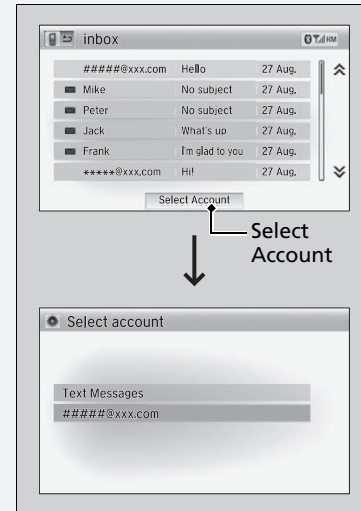 inbox
#####@xxx.com Hello 27 Aug.
Mike No subject 27 Aug.
Peter No subject 27 Aug.
Jack What's up 27 Aug.
Frank I'm glad to you 27 Aug.
*****@xxx.com Hi! 27 Aug.
Select Account
Select
Account
Select account
Text Messages
#####@xxx.com